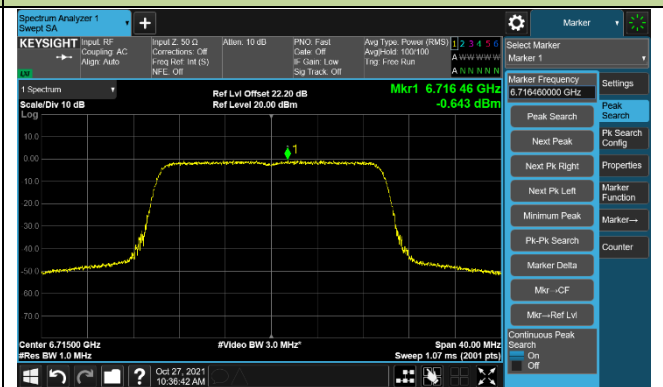 Spectrum Analyzer 1
Swept SA
+
Marker
KEYSIGHT
Input: RF
Coupling: AC
Align: Auto
Input Z: 50 Ω
Corrections: Off
Freq Ref: Int (S)
NFE: Off
Atten: 10 dB
PNO: Fast
Gate: Off
IF Gain: Low
Sig Track: Off
Avg Type: Power (RMS)
Avg|Hold: 100/100
Trig: Free Run
1 2 3 4 5 6
A W W W W W
A N N N N N
LXI
Select Marker
Marker 1
1 Spectrum
Scale/Div 10 dB
Log
Ref Lvl Offset 22.20 dB
Ref Level 20.00 dBm
Mkr1 6.716 46 GHz
-0.643 dBm
Marker Frequency
6.716460000 GHz
Peak Search
Next Peak
Next Pk Right
Next Pk Left
Minimum Peak
Pk-Pk Search
Marker Delta
Mkr→CF
Mkr→Ref Lvl
Continuous Peak
Search
On
Off
Settings
Peak
Search
Pk Search
Config
Properties
Marker
Function
Marker→
Counter
1
10.0
0.00
10.0
20.0
30.0
40.0
-50.0
60.0
70.0
Center 6.71500 GHz
#Res BW 1.0 MHz
#Video BW 3.0 MHz*
Span 40.00 MHz
Sweep 1.07 ms (2001 pts)
?
Oct 27, 2021
10:36:42 AM